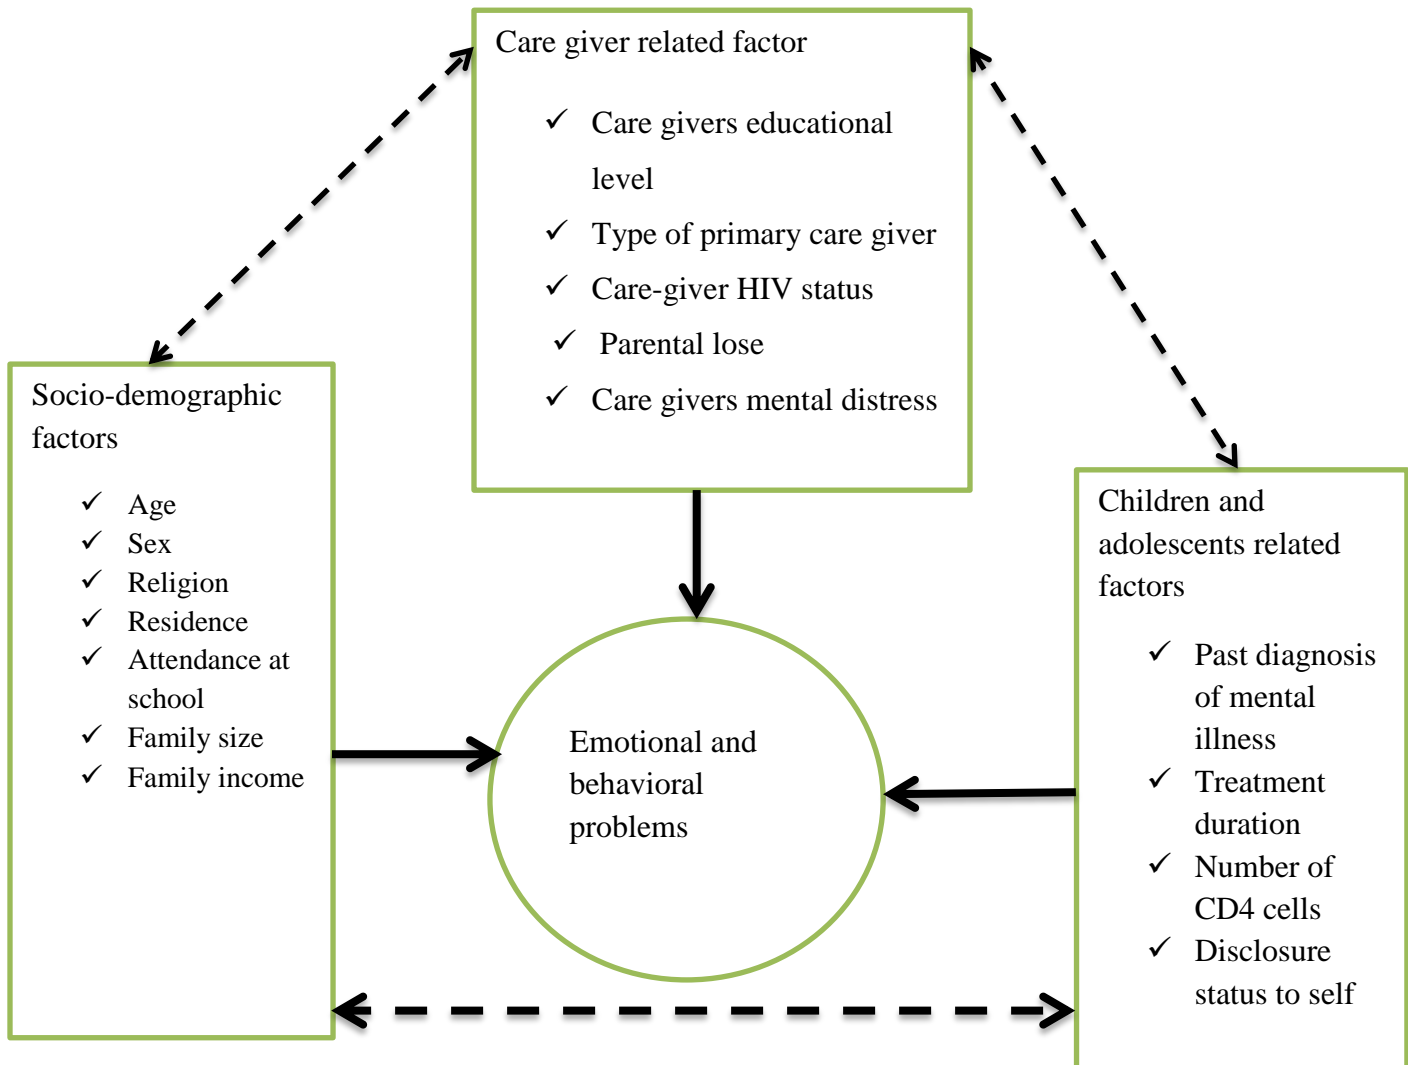 Care giver related factor
✓ Care givers educational
level
✓ Type of primary care giver
✓ Care-giver HIV status
✓ Parental lose
✓ Care givers mental distress
Socio-demographic
factors
✓ Age
✓ Sex
✓ Religion
✓ Residence
✓ Attendance at
school
✓ Family size
✓ Family income
Emotional and
behavioral
problems
Children and
adolescents related
factors
✓ Past diagnosis
of mental
illness
✓ Treatment
duration
✓ Number of
CD4 cells
✓ Disclosure
status to self